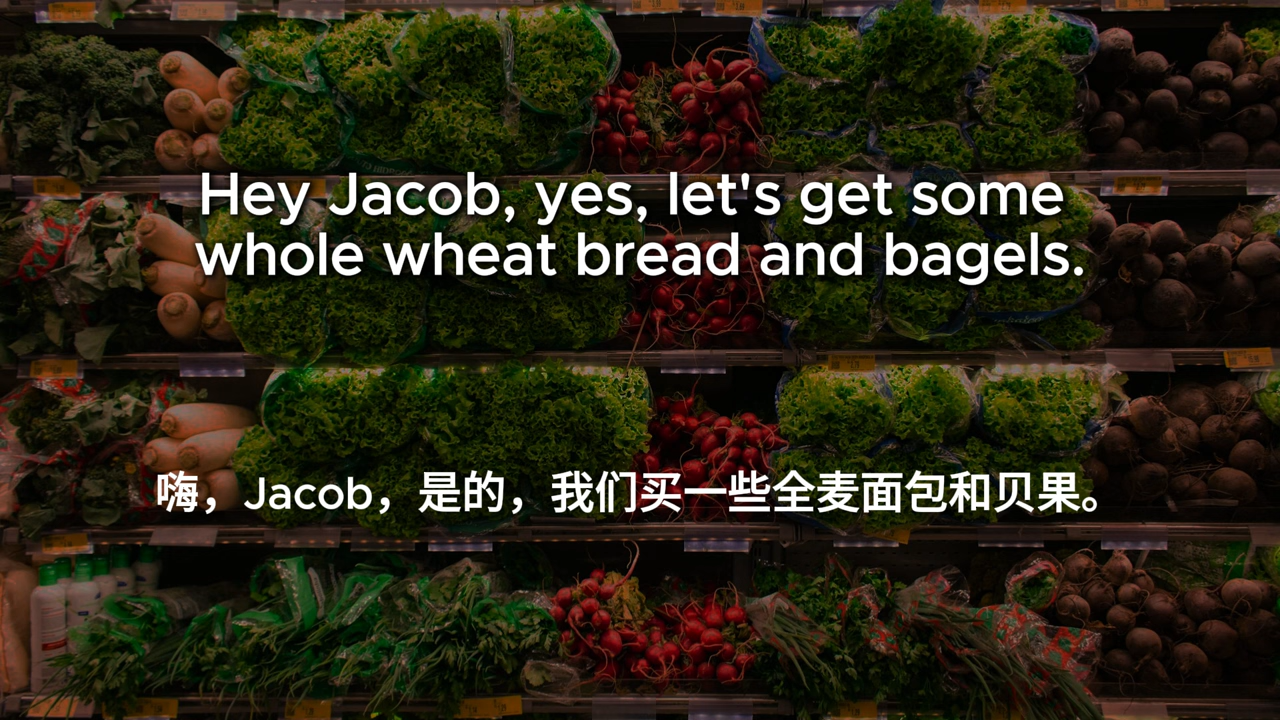 Hey Jacob, yes, let's get some
whole wheat bread and bagels.
嗨，Jacob，是的，我们买一些全麦面包和贝果。